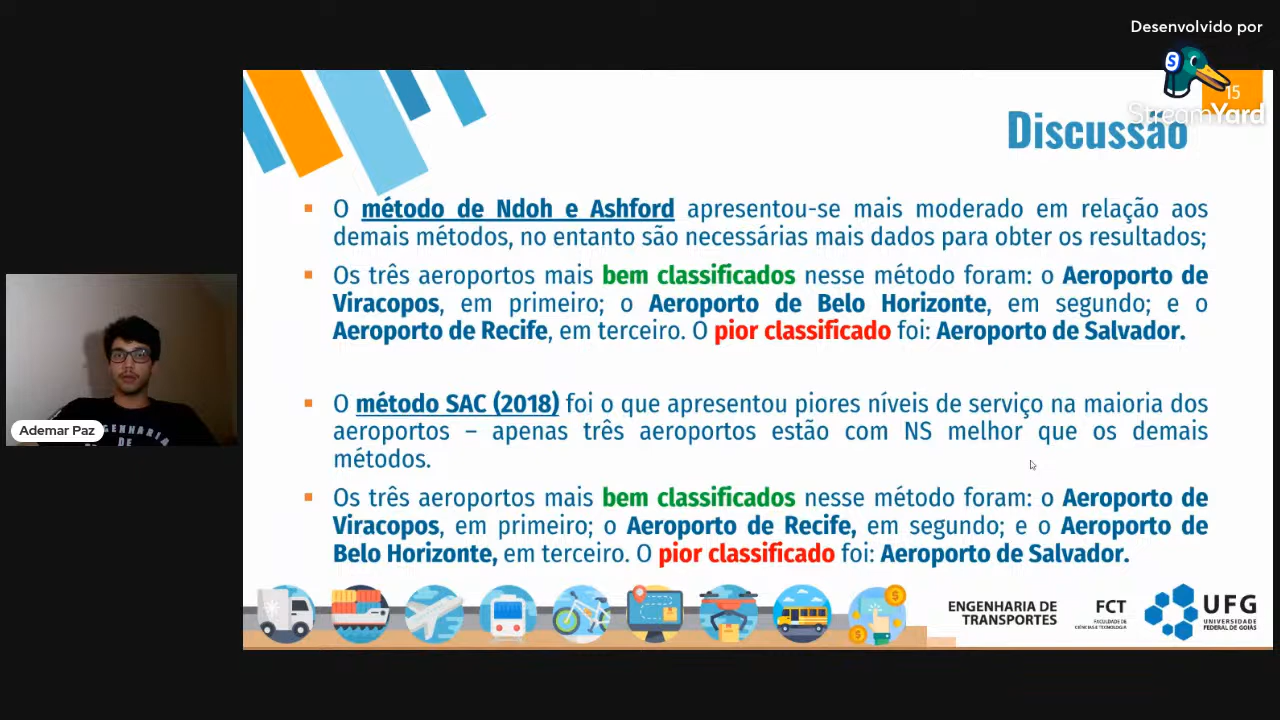 Desenvolvido por
S
StreamYard
15
Discussão
▪ O método de Ndoh e Ashford apresentou-se mais moderado em relação aos
demais métodos, no entanto são necessárias mais dados para obter os resultados;
▪ Os três aeroportos mais bem classificados nesse método foram: o Aeroporto de
Viracopos, em primeiro; o Aeroporto de Belo Horizonte, em segundo; e o
Aeroporto de Recife, em terceiro. O pior classificado foi: Aeroporto de Salvador.
▪ O método SAC (2018) foi o que apresentou piores níveis de serviço na maioria dos
aeroportos – apenas três aeroportos estão com NS melhor que os demais
métodos.
▪ Os três aeroportos mais bem classificados nesse método foram: o Aeroporto de
Viracopos, em primeiro; o Aeroporto de Recife, em segundo; e o Aeroporto de
Belo Horizonte, em terceiro. O pior classificado foi: Aeroporto de Salvador.
Ademar Paz
ENGENHARIA
DE
ENGENHARIA DE
TRANSPORTES
FCT
FACULDADE DE
CIÊNCIAS E TECNOLOGIA
UFG
UNIVERSIDADE
FEDERAL DE GOIÁS